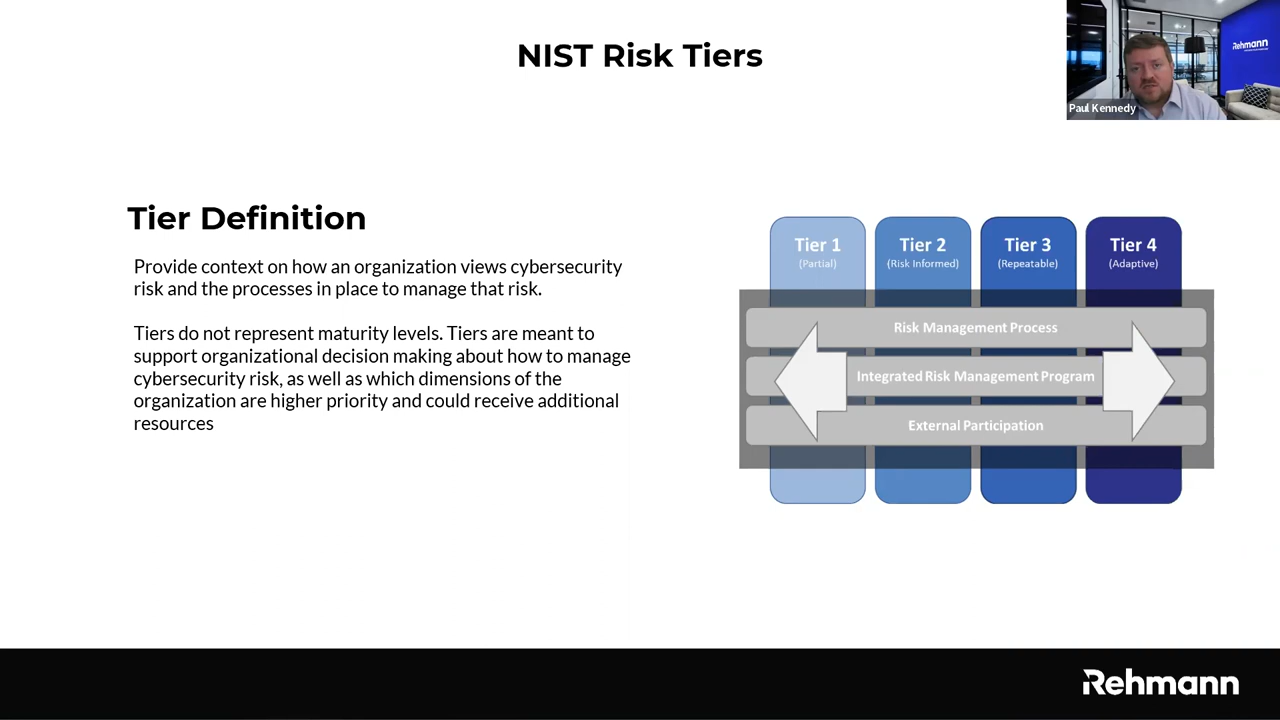 NIST Risk Tiers
Rehmann
Paul Kennedy
Tier Definition
Provide context on how an organization views cybersecurity
risk and the processes in place to manage that risk.
Tiers do not represent maturity levels. Tiers are meant to
support organizational decision making about how to manage
cybersecurity risk, as well as which dimensions of the
organization are higher priority and could receive additional
resources
Tier 1
(Partial)
Tier 2
(Risk Informed)
Tier 3
(Repeatable)
Tier 4
(Adaptive)
Risk Management Process
Integrated Risk Management Program
External Participation
Rehmann